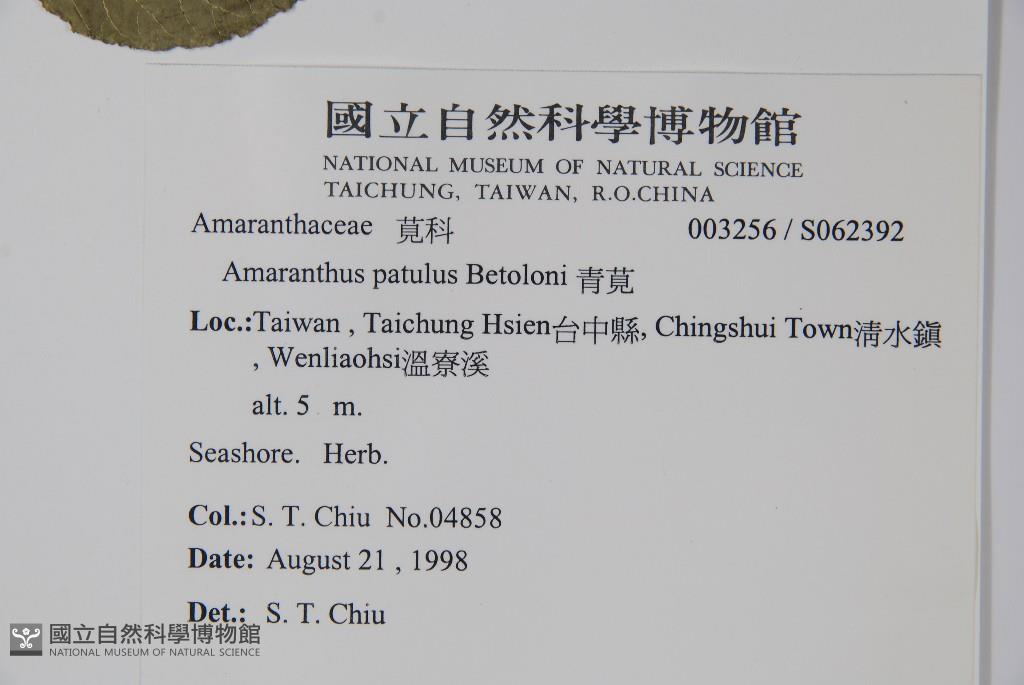 國立自然科學博物館
NATIONAL MUSEUM OF NATURAL SCIENCE
TAICHUNG, TAIWAN, R.O.CHINA
Amaranthaceae 莧科 003256 / S062392
Amaranthus patulus Betoloni 青莧
Loc.:Taiwan , Taichung Hsien台中縣, Chingshui Town清水鎮
, Wenliaohsi溫寮溪
alt. 5 m.
Seashore. Herb.
Col.:S. T. Chiu No.04858
Date: August 21 , 1998
Det.: S. T. Chiu
國立自然科學博物館
NATIONAL MUSEUM OF NATURAL SCIENCE